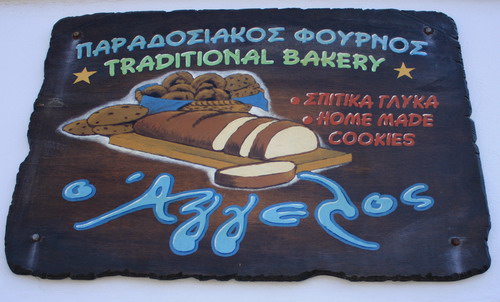 ΠΑΡΑΔΟΣΙΑΚΟΣ ΦΟΥΡΝΟΣ
TRADITIONAL BAKERY
• ΣΠΙΤΙΚΑ ΓΛΥΚΑ
• HOME MADE
COOKIES
ο Άγγελος